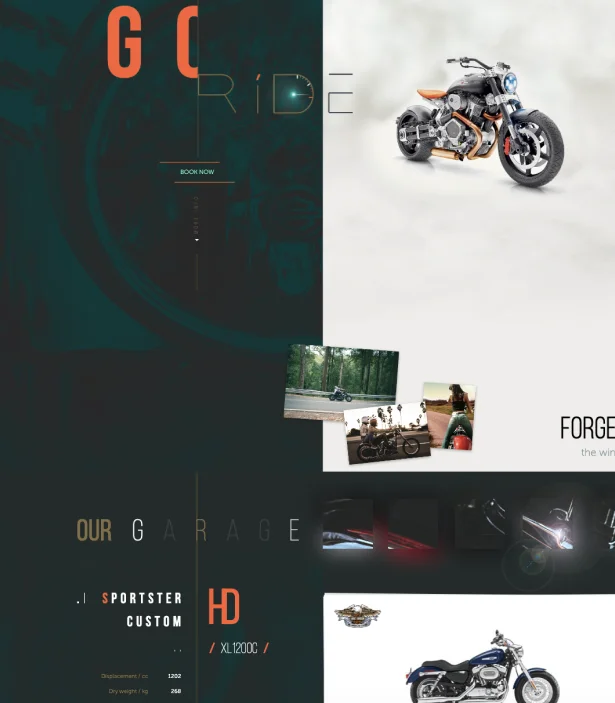 GO
RiDE
BOOK NOW
FORGE
the win
OUR GARAGE
.| SPORTSTER
CUSTOM
HD
/ XL1200C /
Displacement / cc 1202
Dry weight / kg 268